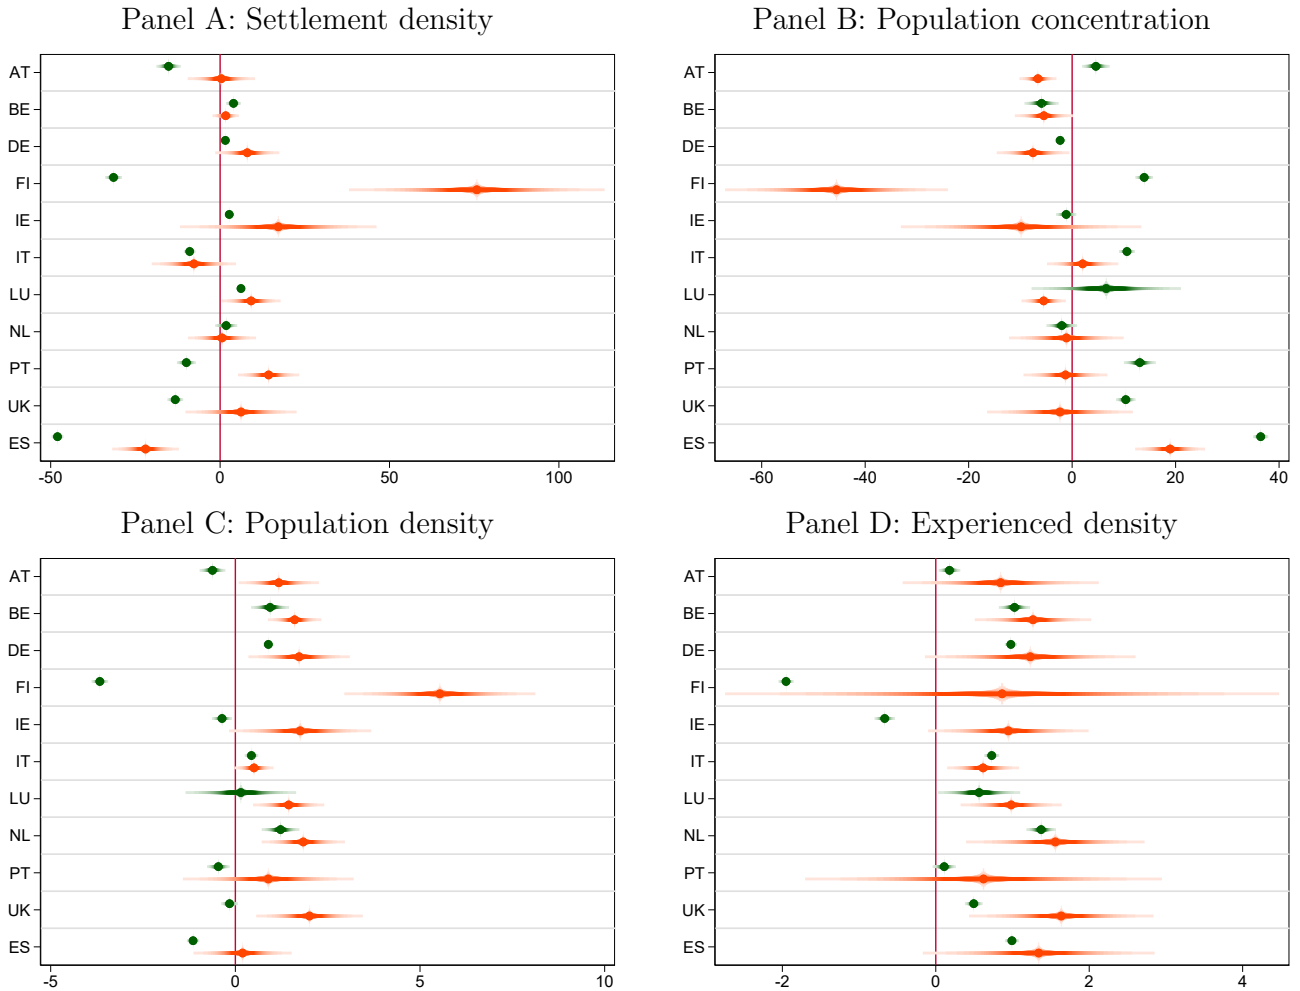 Panel A: Settlement density
AT
BE
DE
FI
IE
IT
LU
NL
PT
UK
ES
-50 0 50 100
Panel B: Population concentration
AT
BE
DE
FI
IE
IT
LU
NL
PT
UK
ES
-60 -40 -20 0 20 40
Panel C: Population density
AT
BE
DE
FI
IE
IT
LU
NL
PT
UK
ES
-5 0 5 10
Panel D: Experienced density
AT
BE
DE
FI
IE
IT
LU
NL
PT
UK
ES
-2 0 2 4